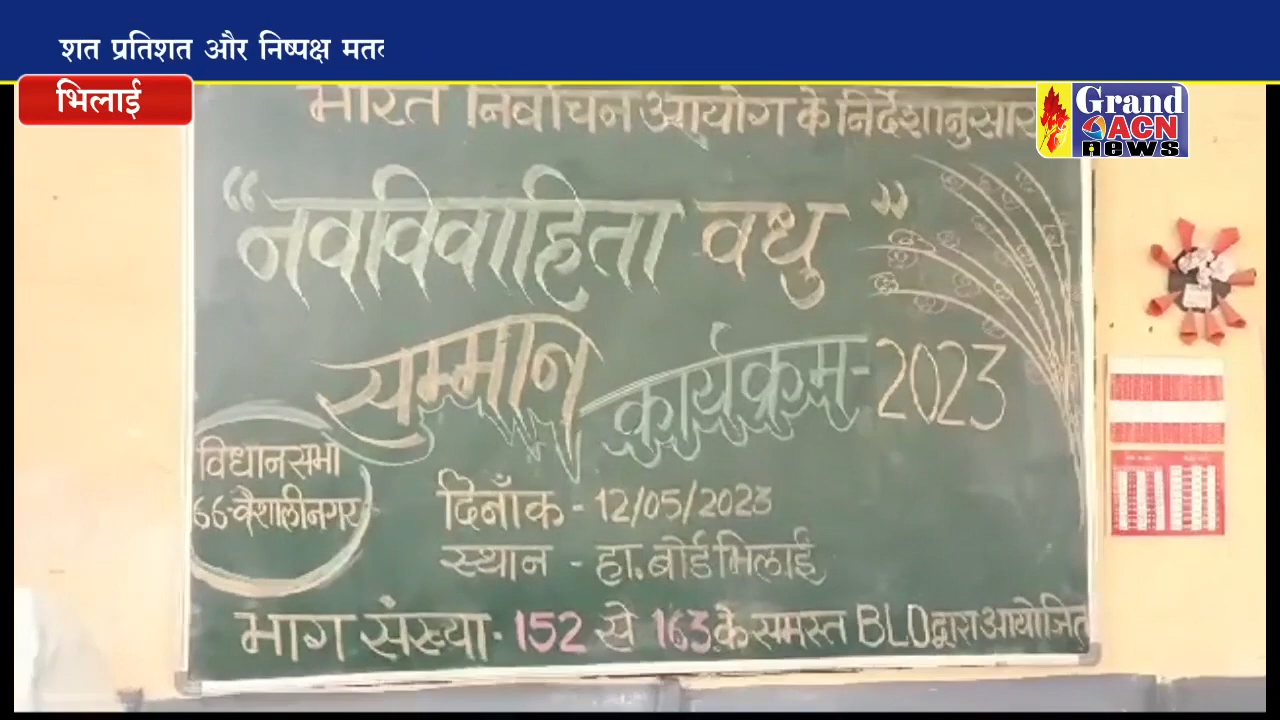 शत प्रतिशत और निष्पक्ष
भिलाई
Grand
ACN
news
भारत निर्वाचन आयोग के निर्देशानुसार
"नवविवाहिता वधु"
सम्मान कार्यक्रम-2023
विधानसभा
66-वैशालीनगर
दिनाँक - 12/05/2023
स्थान - हा. बोर्ड भिलाई
भाग संख्या - 152 से 163 के समस्त BLO द्वारा आयोजित